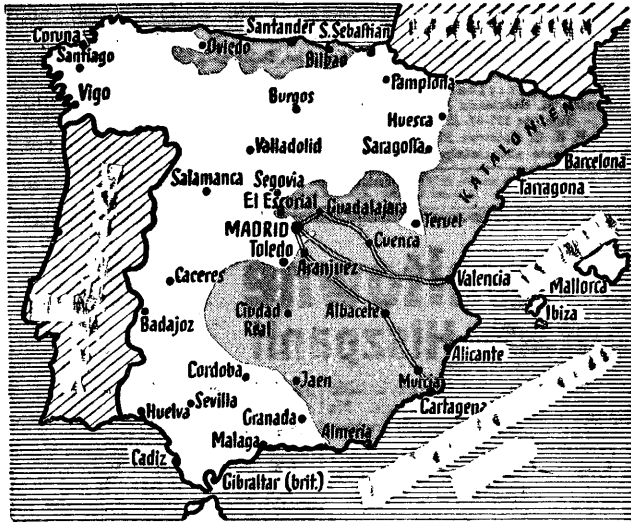 Coruna
Santander S. Sebastian
Santiago
Oviedo
Bilbao
Vigo
Pamplona
Burgos
Huesca
KATALONIEN
Valladolid
Saragossa
Barcelona
Salamanca
Segovia
Tarragona
El Escorial
Guadalajara
MADRID
Teruel
Cuenca
Toledo
Aranjuez
Caceres
Valencia
Mallorca
Ibiza
Badajoz
Ciudad
Real
Albacete
Alicante
Cordoba
Jaen
Murcia
Cartagena
Huelva
Sevilla
Granada
Almeria
Malaga
Cadiz
Gibraltar (brit.)